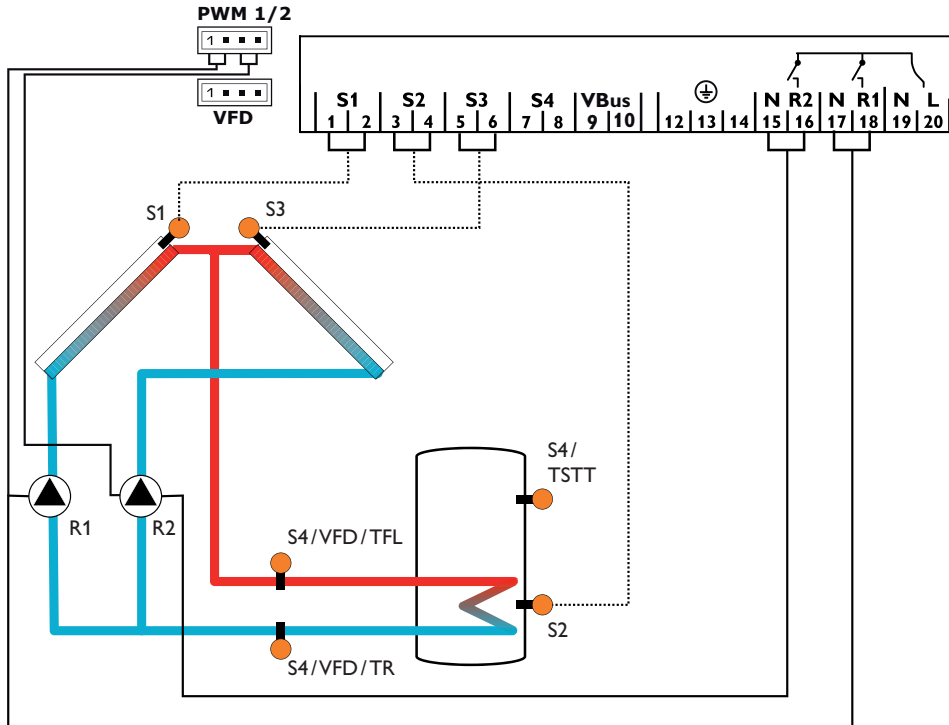 PWM 1/2
1
1
VFD
S1 S2 S3 S4 VBus N R2 N R1 N L
1 2 3 4 5 6 7 8 9 10 12 13 14 15 16 17 18 19 20
S1 S3
S4/
TSTT
R1 R2
S4/VFD/TFL
S2
S4/VFD/TR